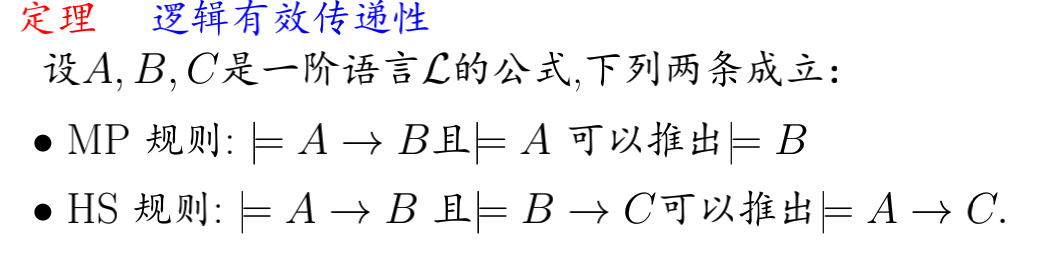 定理 逻辑有效传递性
设A, B, C是一阶语言ℒ的公式,下列两条成立：
• MP 规则: ⊨ A → B且⊨ A 可以推出⊨ B
• HS 规则: ⊨ A → B 且⊨ B → C可以推出⊨ A → C.